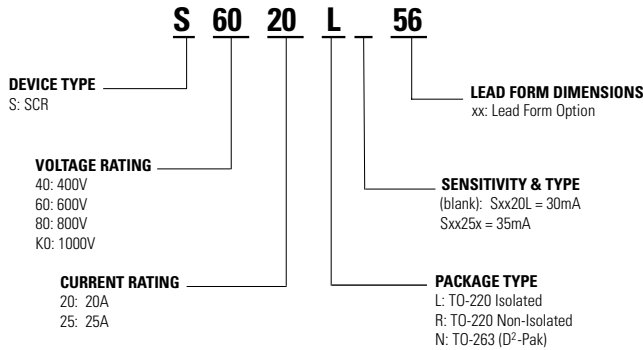 S 60 20 L _ 56
DEVICE TYPE
S: SCR
VOLTAGE RATING
40: 400V
60: 600V
80: 800V
K0: 1000V
CURRENT RATING
20: 20A
25: 25A
LEAD FORM DIMENSIONS
xx: Lead Form Option
SENSITIVITY & TYPE
(blank): Sxx20L = 30mA
Sxx25x = 35mA
PACKAGE TYPE
L: TO-220 Isolated
R: TO-220 Non-Isolated
N: TO-263 (D²-Pak)